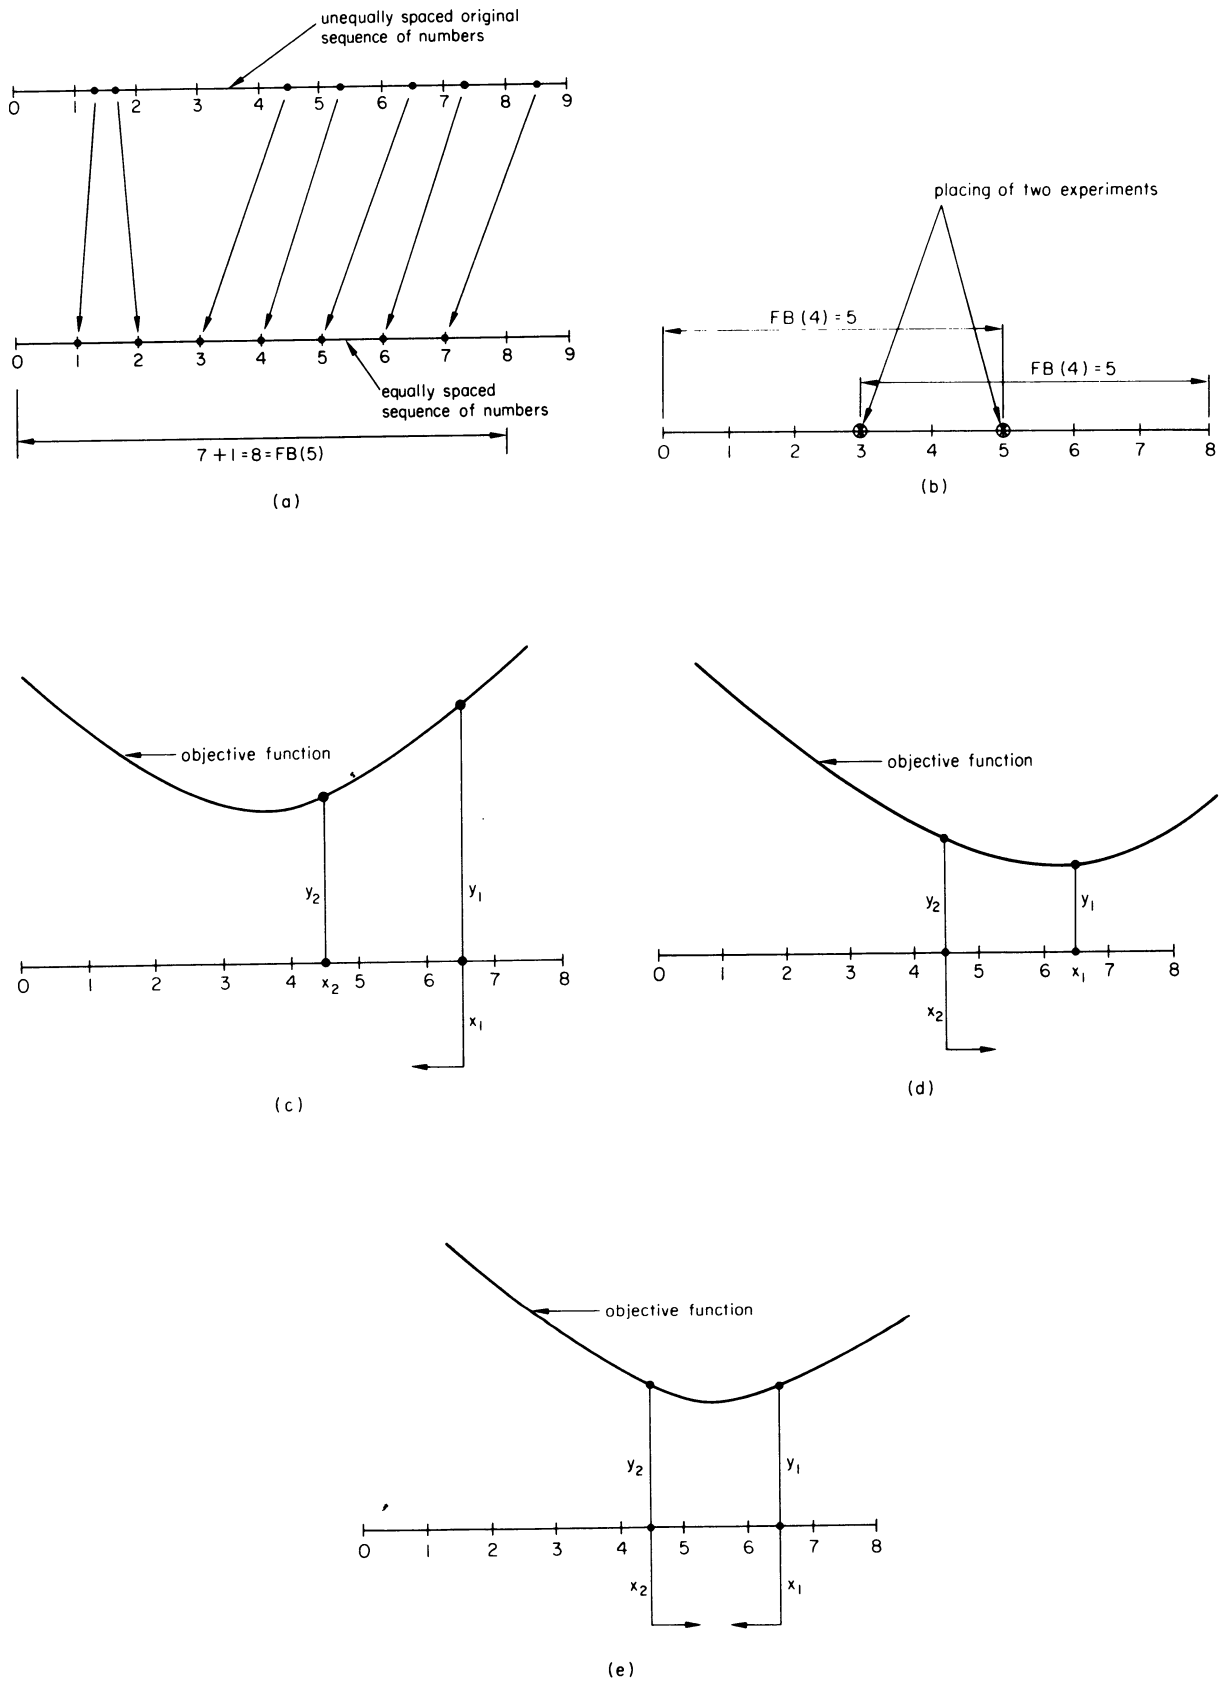 unequally spaced original
sequence of numbers
0 1 2 3 4 5 6 7 8 9
0 1 2 3 4 5 6 7 8 9
equally spaced
sequence of numbers
7 + 1 = 8 = FB(5)
(a)
placing of two experiments
FB(4) = 5
FB(4) = 5
0 1 2 3 4 5 6 7 8
(b)
objective function
y2 y1
0 1 2 3 4 x2 5 6 7 8
x1
(c)
objective function
y2 y1
0 1 2 3 4 5 6 x1 7 8
x2
(d)
objective function
y2 y1
0 1 2 3 4 5 6 7 8
x2 x1
(e)